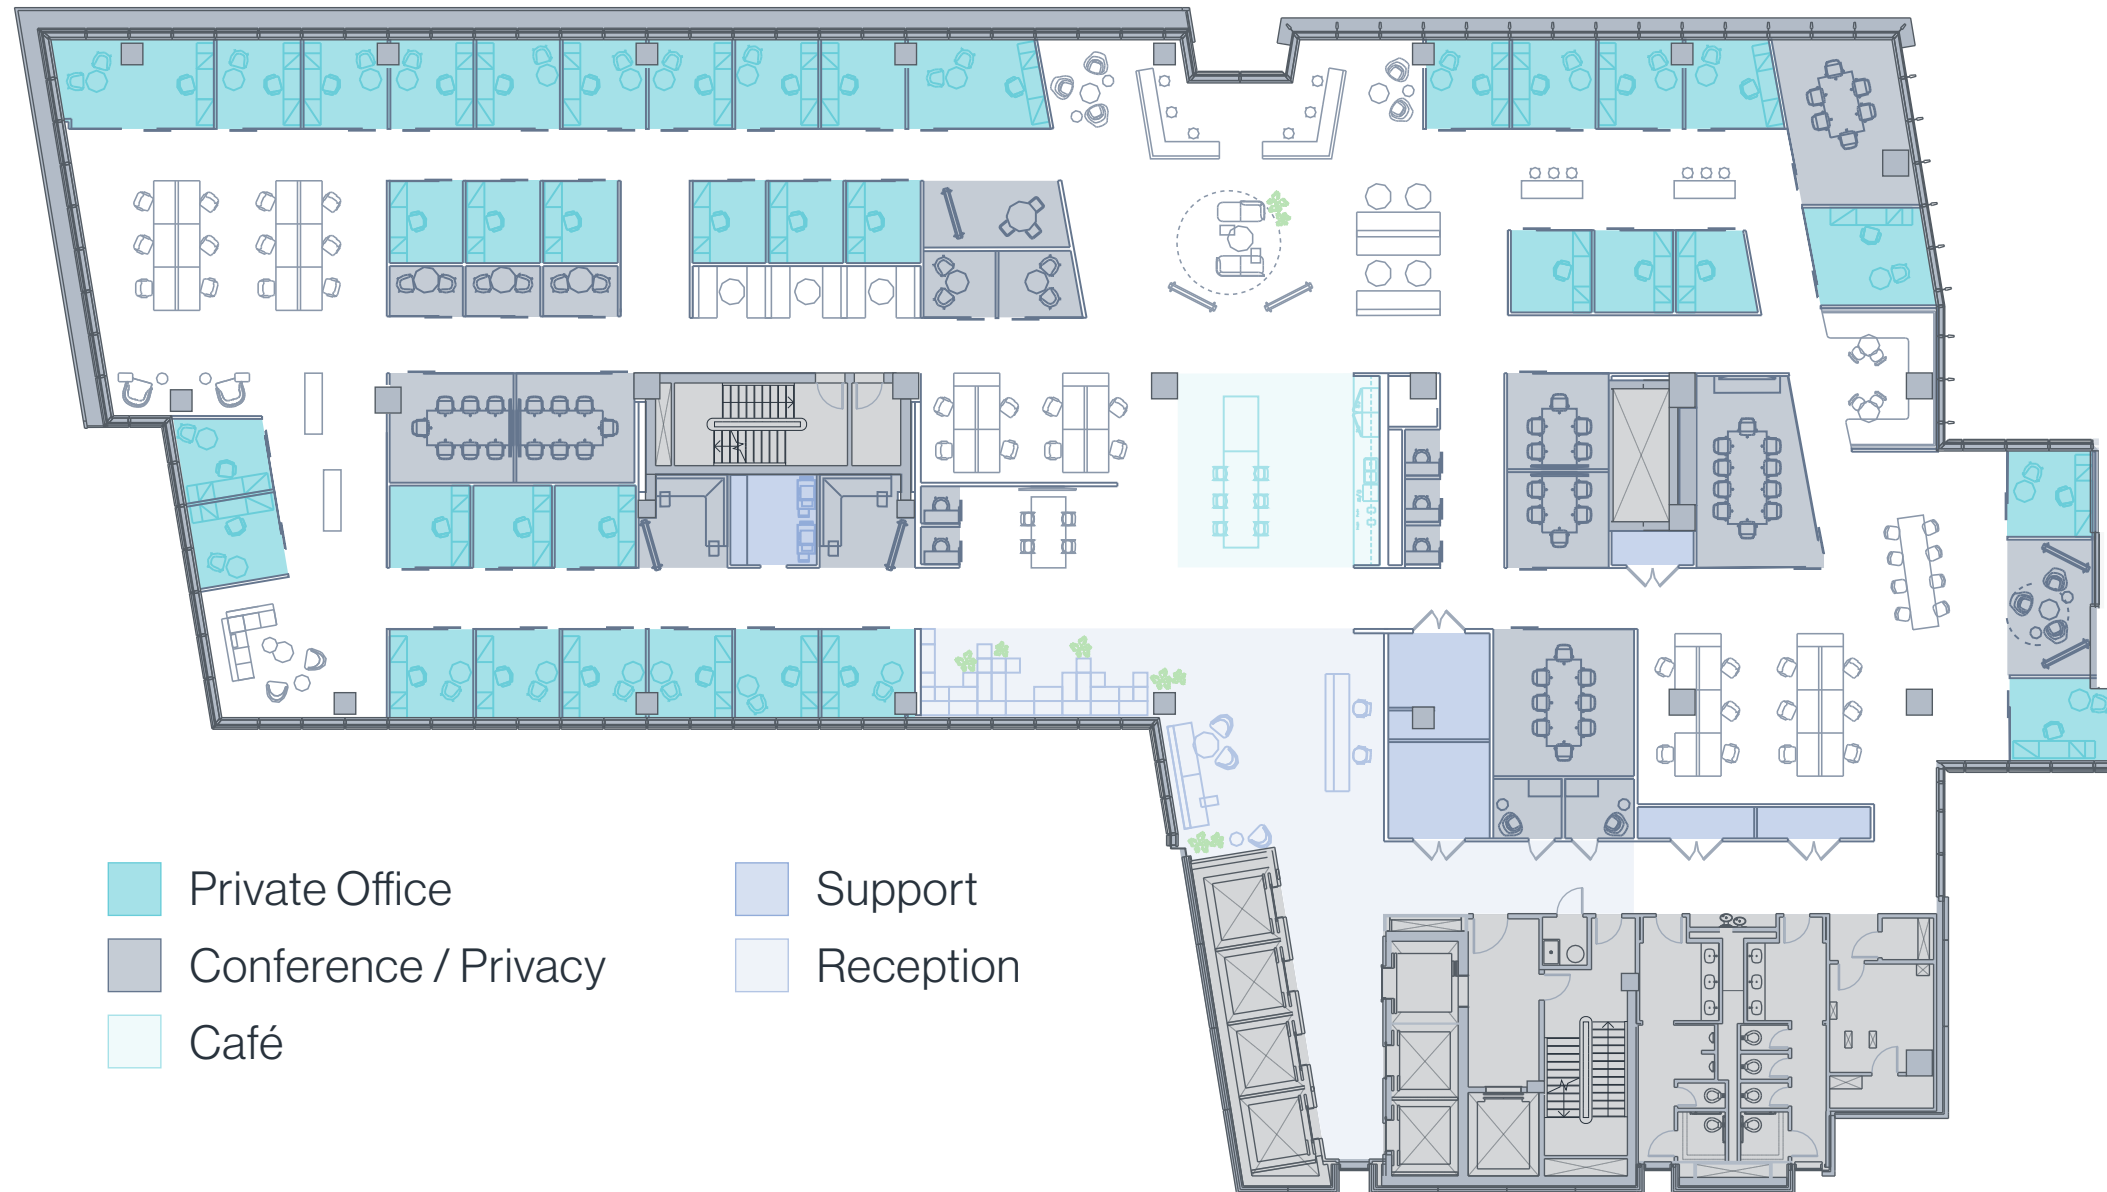 Private Office
Conference / Privacy
Café
Support
Reception